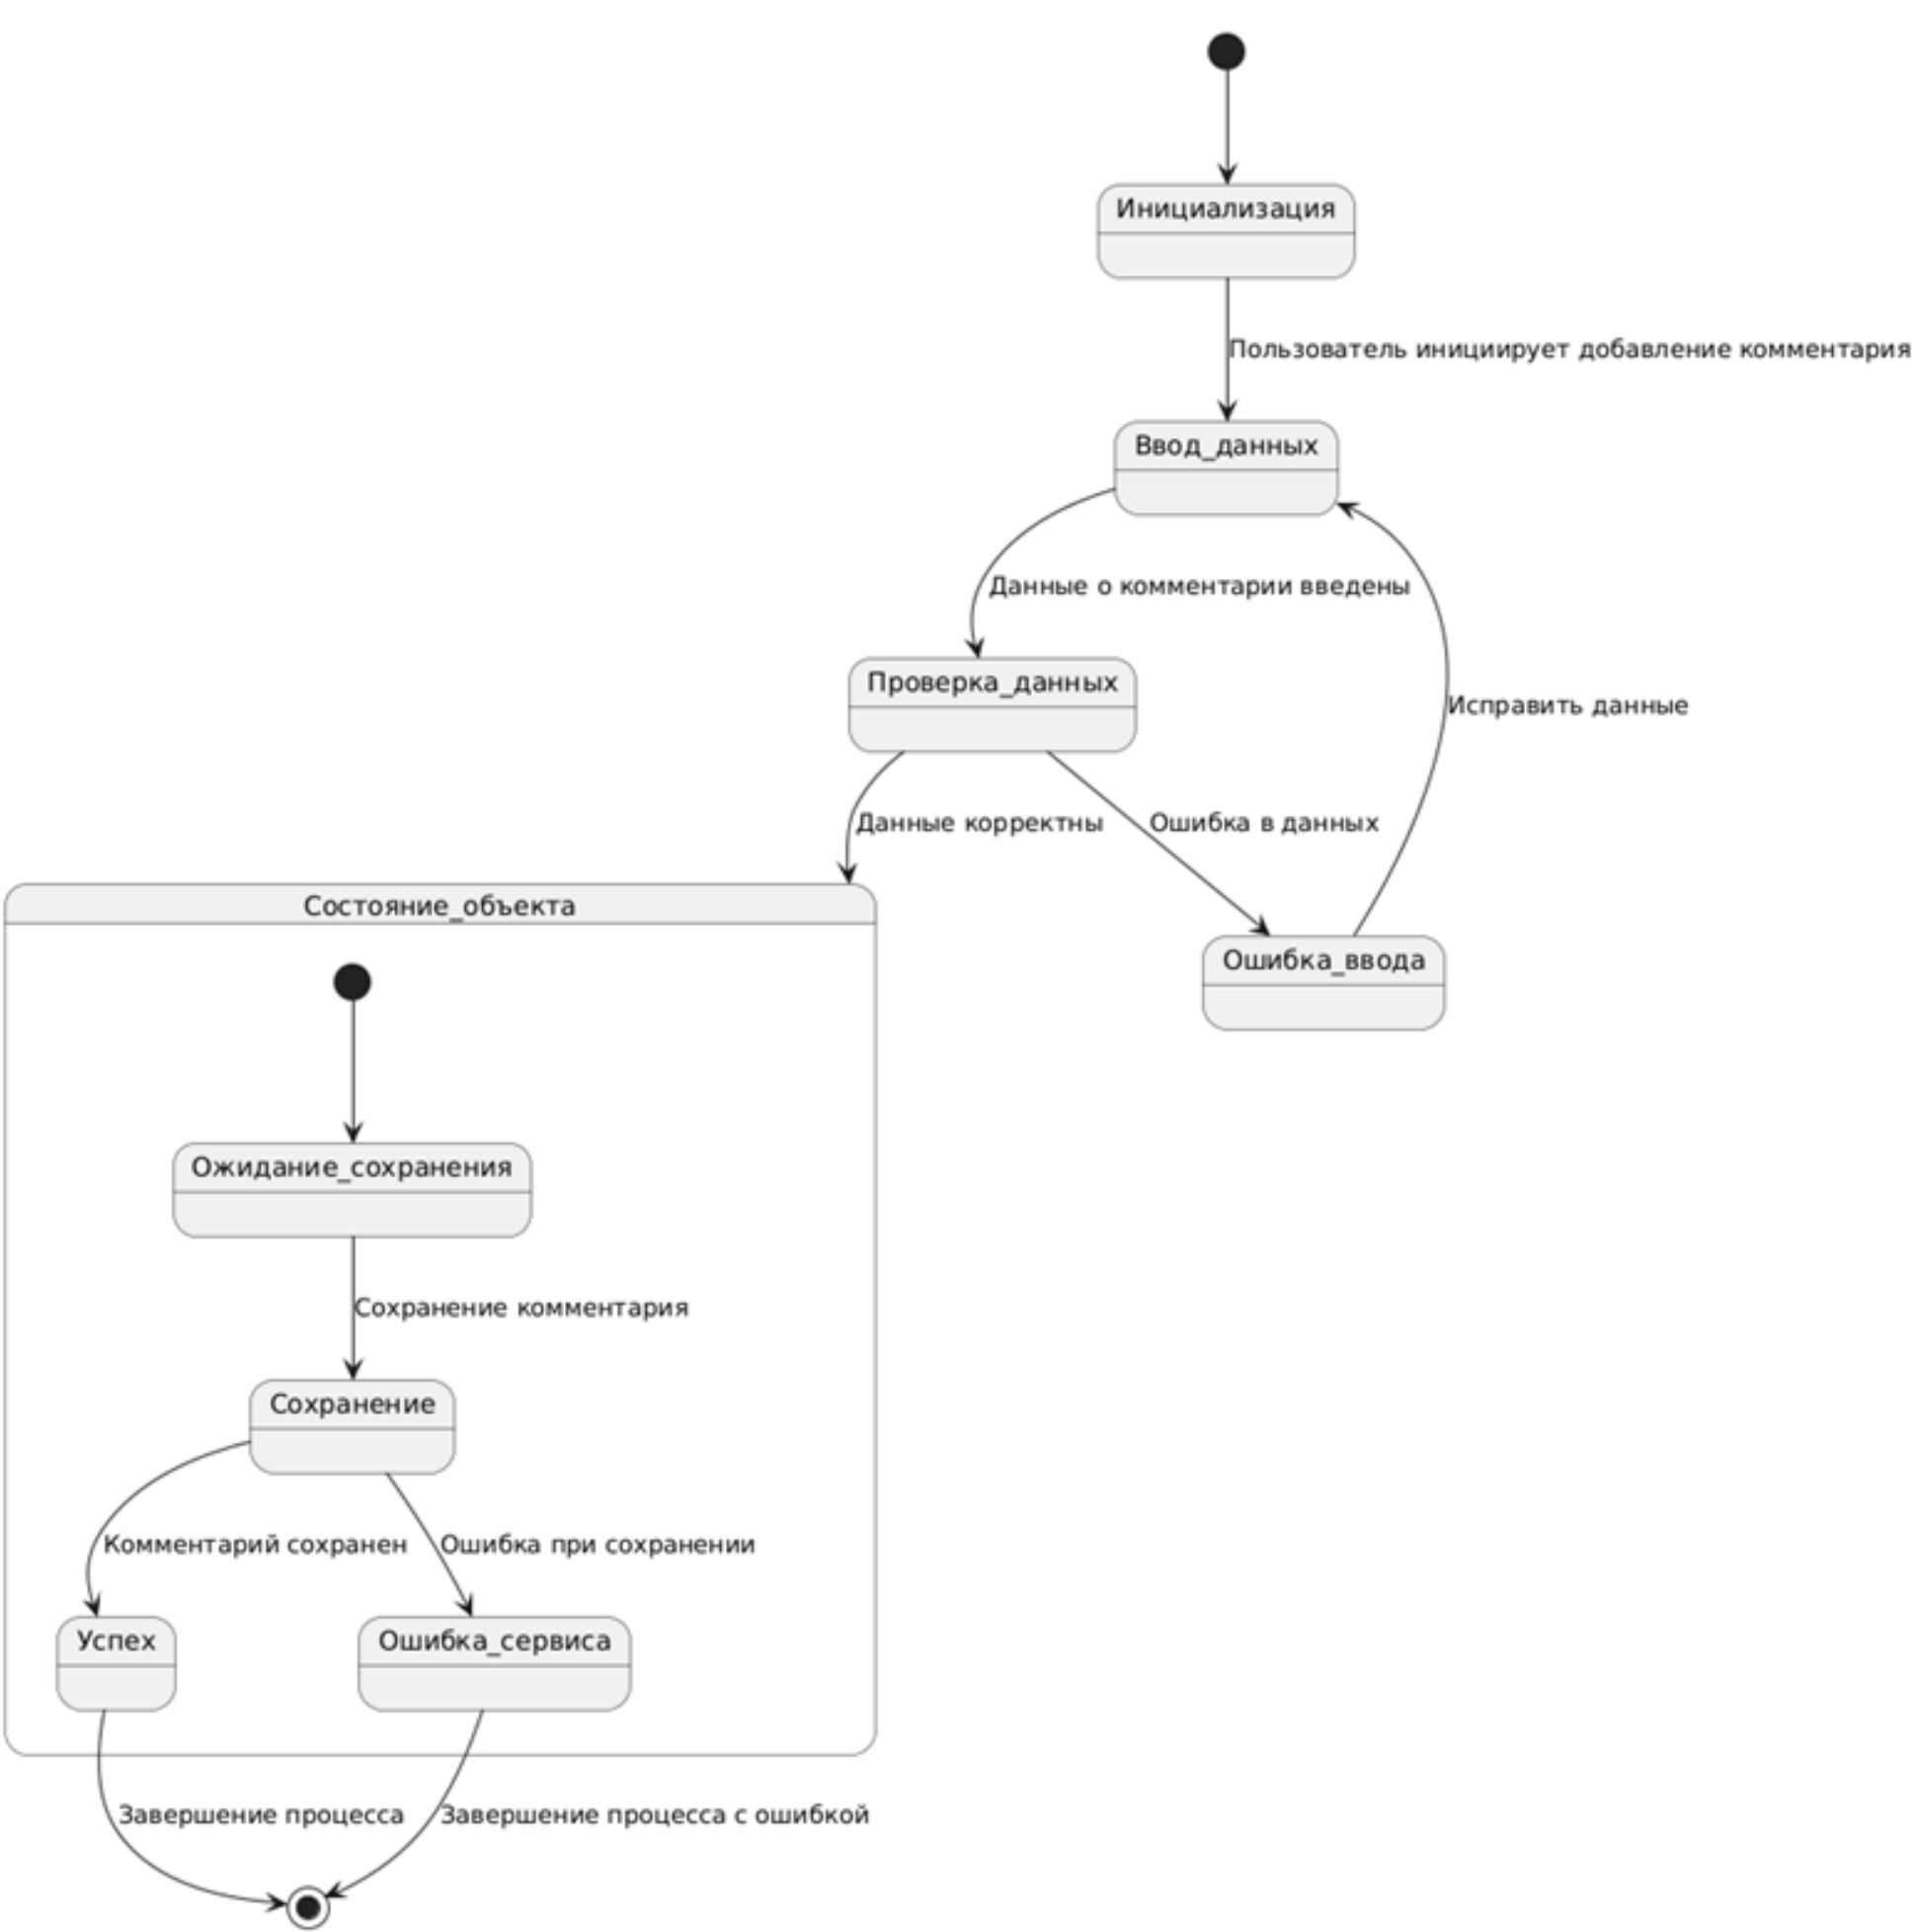 Инициализация
Пользователь инициирует добавление комментария
Ввод_данных
Данные о комментарии введены
Проверка_данных
Исправить данные
Данные корректны
Ошибка в данных
Состояние_объекта
Ошибка_ввода
Ожидание_сохранения
Сохранение комментария
Сохранение
Комментарий сохранен
Ошибка при сохранении
Успех
Ошибка_сервиса
Завершение процесса
Завершение процесса с ошибкой